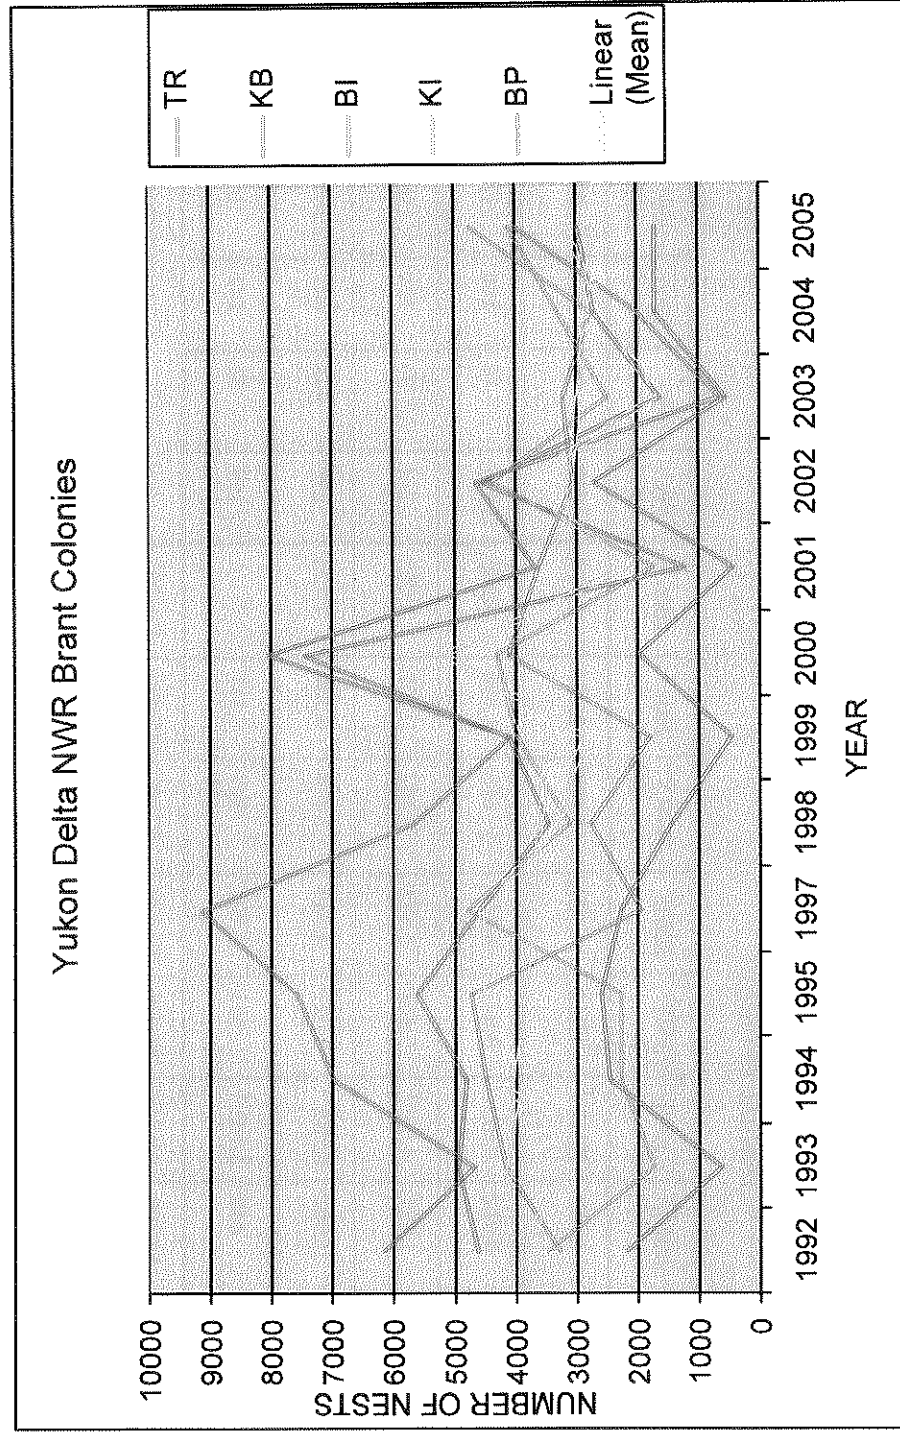 Yukon Delta NWR Brant Colonies
10000
9000
8000
7000
6000
5000
4000
3000
2000
1000
0
NUMBER OF NESTS
1992 1993 1994 1995 1997 1998 1999 2000 2001 2002 2003 2004 2005
YEAR
TR
KB
BI
KI
BP
Linear
(Mean)